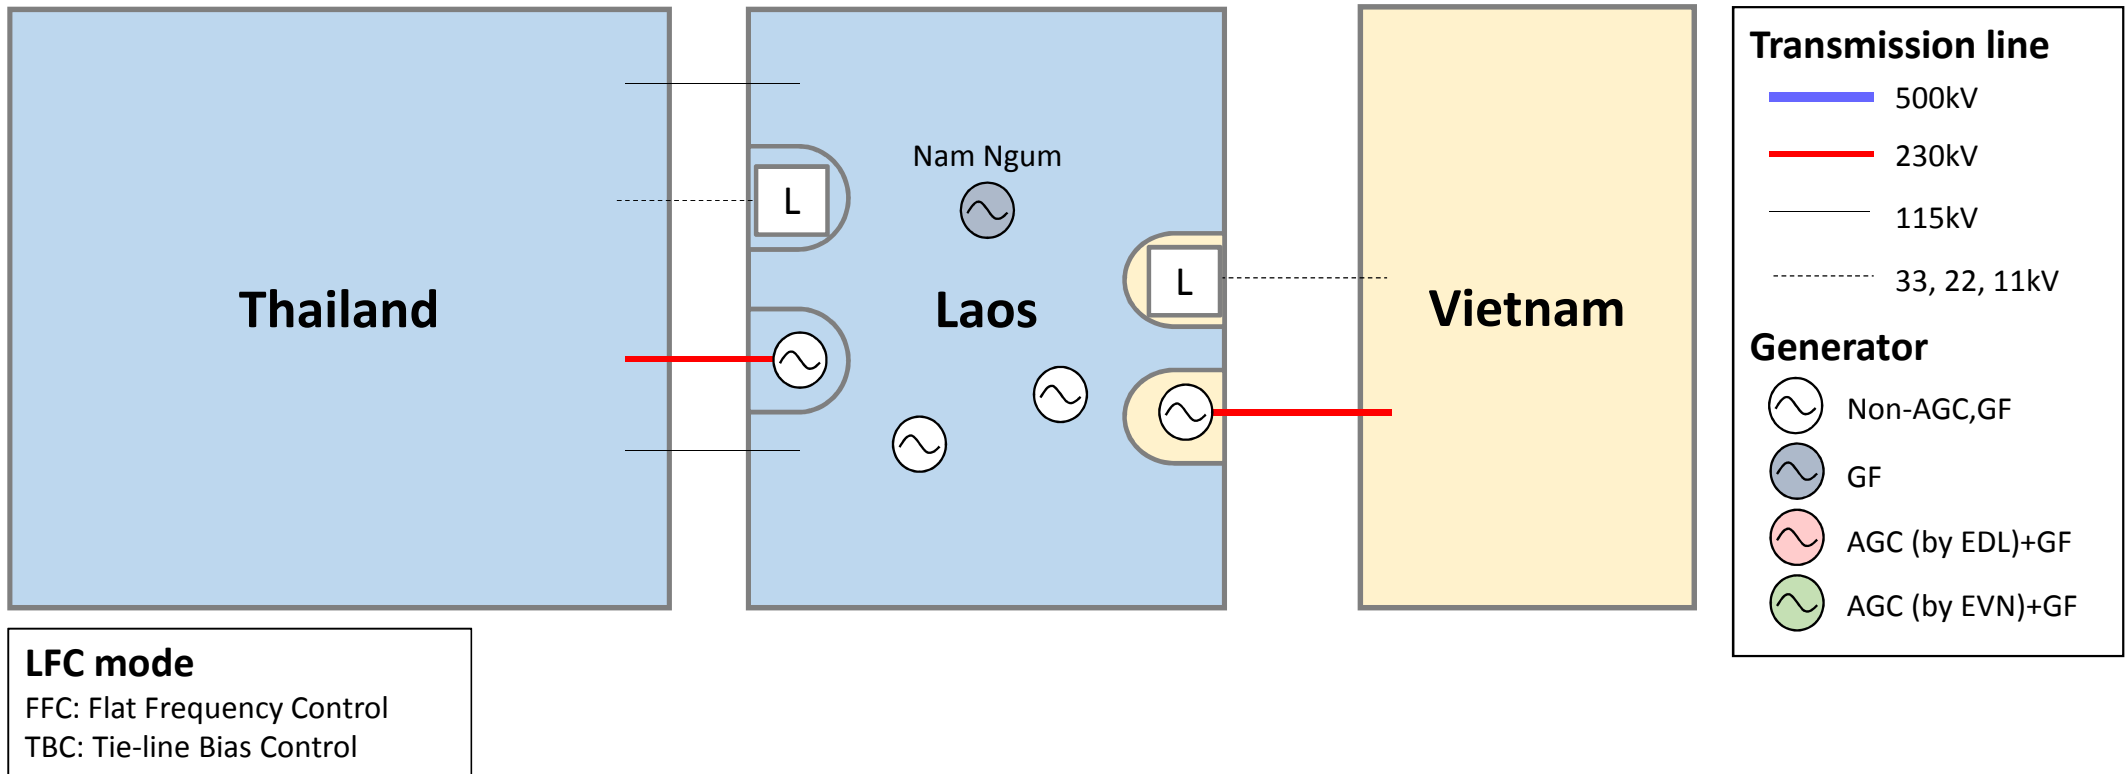 Thailand
L
Nam Ngum
Laos
L
Vietnam
Transmission line
500kV
230kV
115kV
33, 22, 11kV
Generator
Non-AGC,GF
GF
AGC (by EDL)+GF
AGC (by EVN)+GF
LFC mode
FFC: Flat Frequency Control
TBC: Tie-line Bias Control